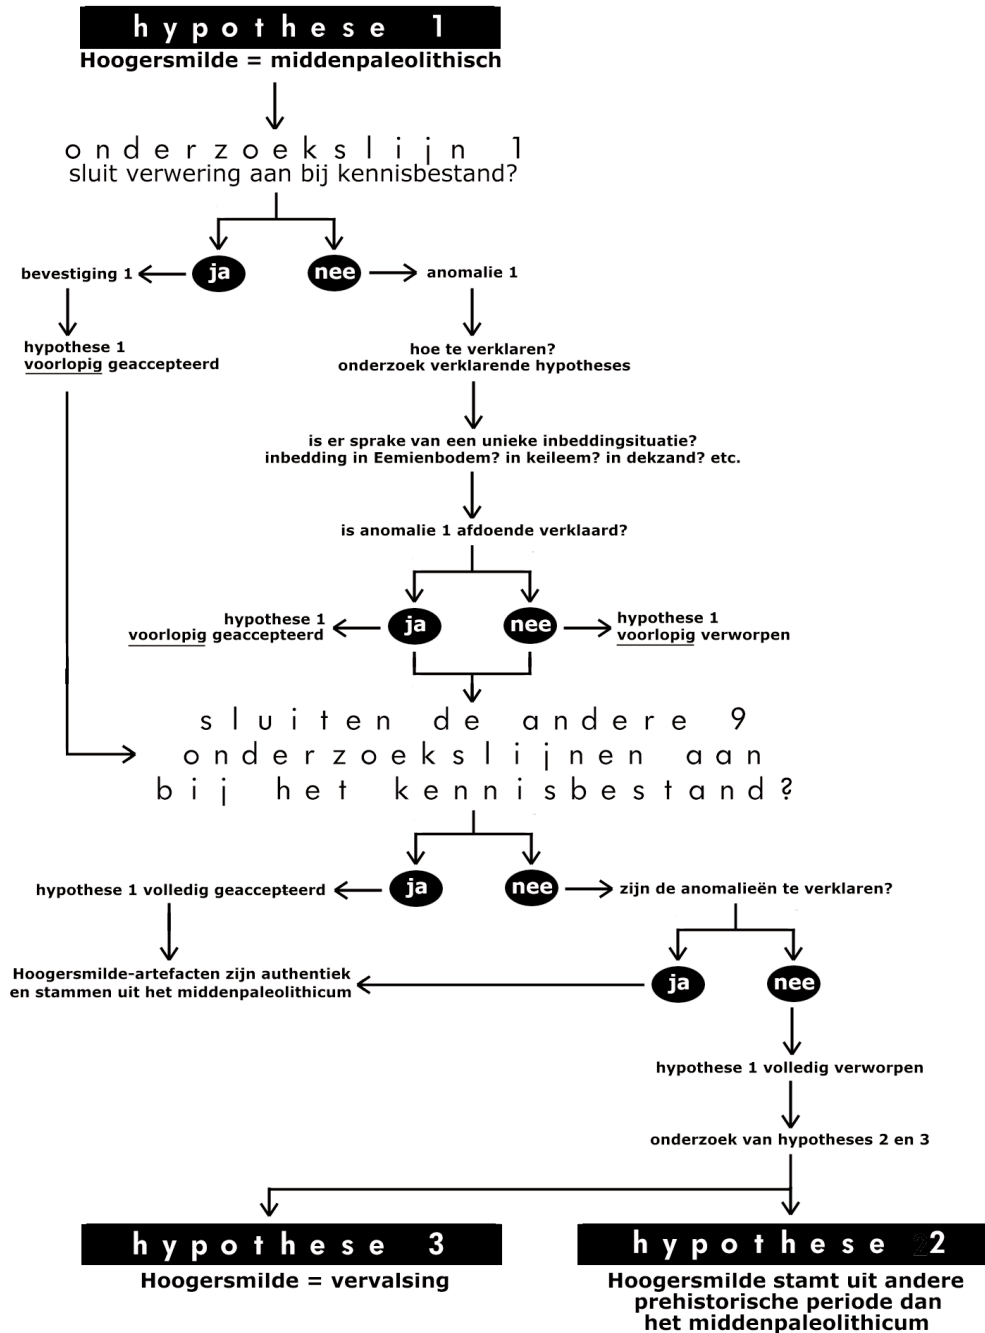 hypothese 1
Hoogersmilde = middenpaleolithisch
onderzoekslijn 1
sluit verwering aan bij kennisbestand?
ja
nee
bevestiging 1
anomalie 1
hypothese 1
voorlopig geaccepteerd
hoe te verklaren?
onderzoek verklarende hypotheses
is er sprake van een unieke inbeddingsituatie?
inbedding in Eemienbodem? in keileem? in dekzand? etc.
is anomalie 1 afdoende verklaard?
ja
nee
hypothese 1
voorlopig geaccepteerd
hypothese 1
voorlopig verworpen
sluiten de andere 9
onderzoekslijnen aan
bij het kennisbestand?
ja
nee
hypothese 1 volledig geaccepteerd
zijn de anomalieën te verklaren?
ja
nee
Hoogersmilde-artefacten zijn authentiek
en stammen uit het middenpaleolithicum
hypothese 1 volledig verworpen
onderzoek van hypotheses 2 en 3
hypothese 3
Hoogersmilde = vervalsing
hypothese 2
Hoogersmilde stamt uit andere
prehistorische periode dan
het middenpaleolithicum